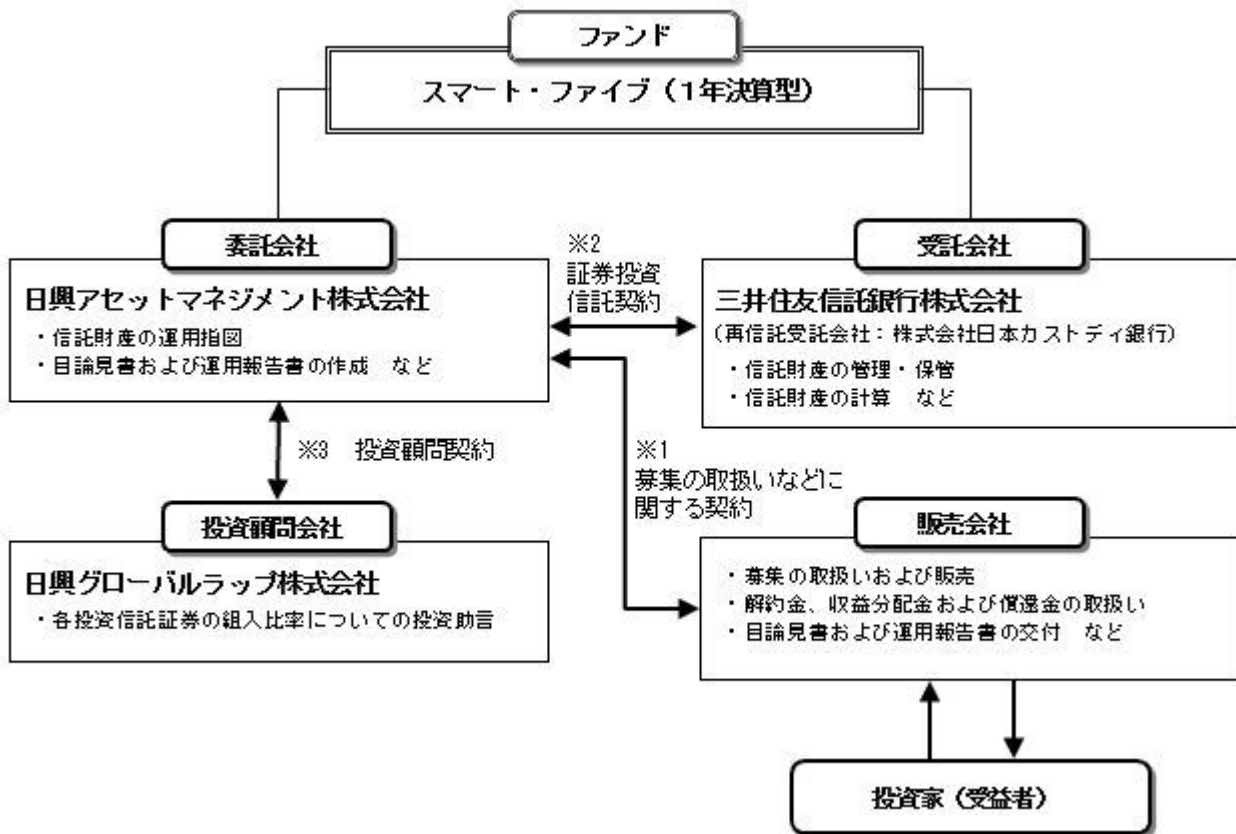 ファンド
スマート・ファイブ（１年決算型）
委託会社
日興アセットマネジメント株式会社
・信託財産の運用指図
・目論見書および運用報告書の作成　など
※2
証券投資
信託契約
受託会社
三井住友信託銀行株式会社
（再信託受託会社：株式会社日本カストディ銀行）
・信託財産の管理・保管
・信託財産の計算　など
※3　投資顧問契約
※1
募集の取扱いなどに
関する契約
投資顧問会社
日興グローバルラップ株式会社
・各投資信託証券の組入比率についての投資助言
販売会社
・募集の取扱いおよび販売
・解約金、収益分配金および償還金の取扱い
・目論見書および運用報告書の交付　など
投資家（受益者）